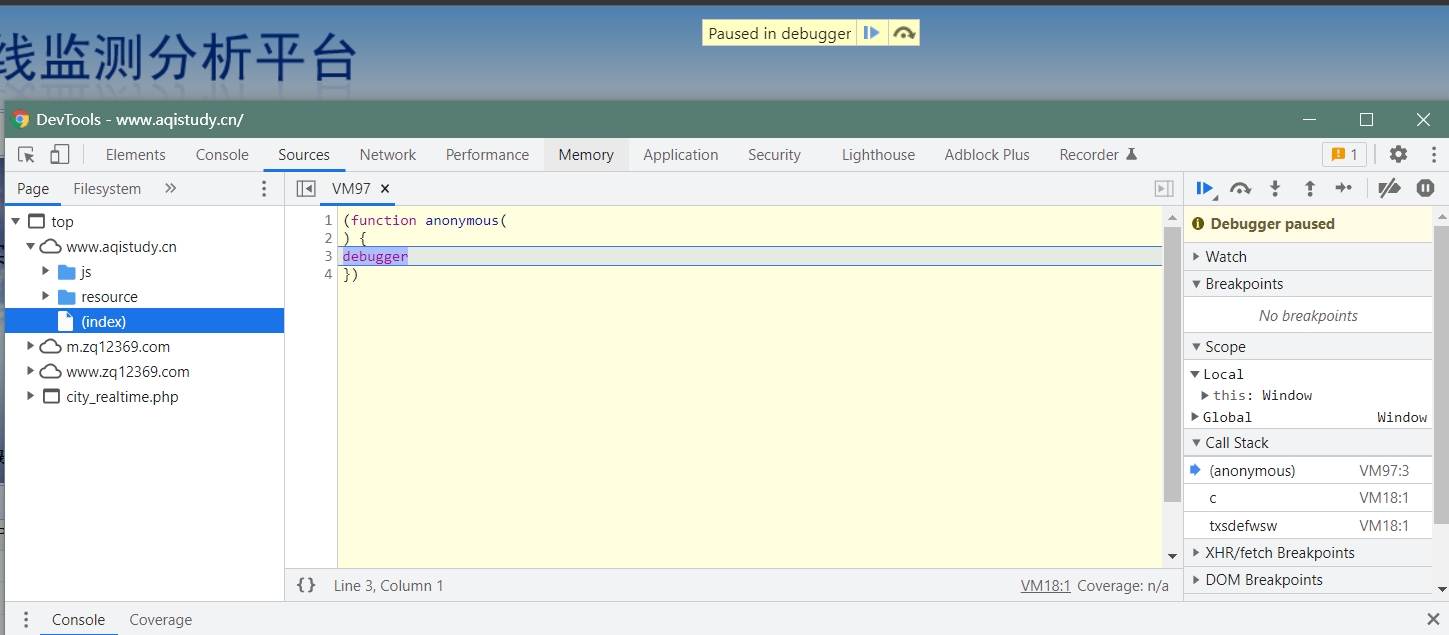 Paused in debugger
线监测分析平台
DevTools - www.aqistudy.cn/
Elements Console Sources Network Performance Memory Application Security Lighthouse Adblock Plus Recorder 1
Page Filesystem » VM97 ×
top
www.aqistudy.cn
js
resource
(index)
m.zq12369.com
www.zq12369.com
city_realtime.php
1 (function anonymous(
2 ) {
3 debugger
4 })
Debugger paused
Watch
Breakpoints
No breakpoints
Scope
Local
this: Window
Global Window
Call Stack
(anonymous) VM97:3
c VM18:1
txsdefwsw VM18:1
XHR/fetch Breakpoints
DOM Breakpoints
{} Line 3, Column 1 VM18:1 Coverage: n/a
Console Coverage